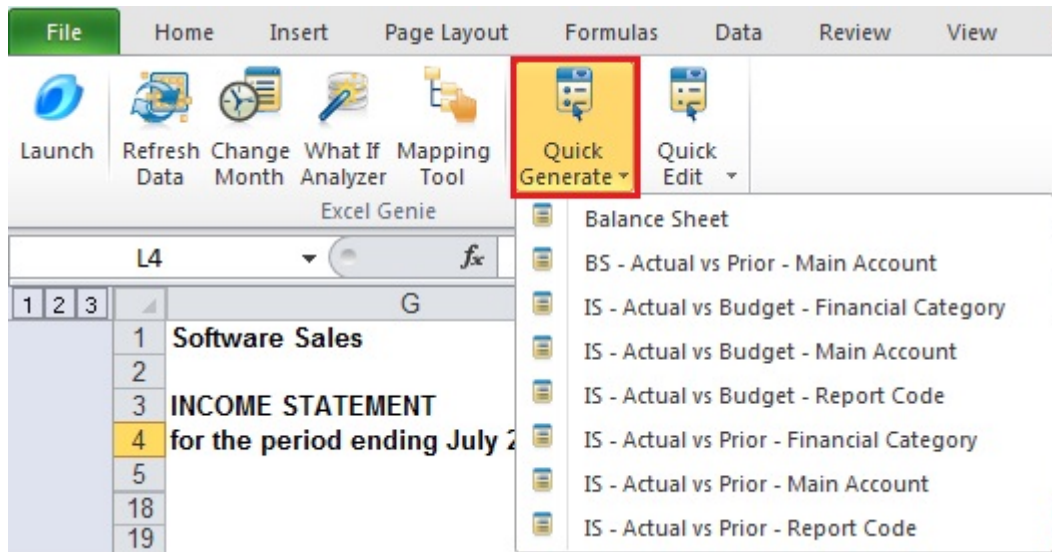 File Home Insert Page Layout Formulas Data Review View
Launch
Refresh Data
Change Month
What If Analyzer
Mapping Tool
Quick Generate
Quick Edit
Excel Genie
L4 fx
1 2 3 G
1 Software Sales
2
3 INCOME STATEMENT
4 for the period ending July
5
18
19
Balance Sheet
BS - Actual vs Prior - Main Account
IS - Actual vs Budget - Financial Category
IS - Actual vs Budget - Main Account
IS - Actual vs Budget - Report Code
IS - Actual vs Prior - Financial Category
IS - Actual vs Prior - Main Account
IS - Actual vs Prior - Report Code